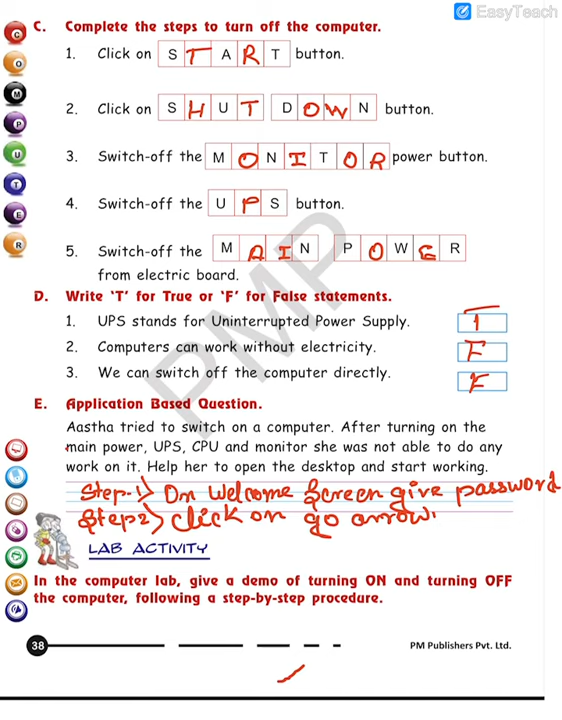 EasyTeach
C. Complete the steps to turn off the computer.
1. Click on START button.
2. Click on SHUT DOWN button.
3. Switch-off the MONITOR power button.
4. Switch-off the UPS button.
5. Switch-off the MAIN POWER
from electric board.
D. Write ‘T’ for True or ‘F’ for False statements.
1. UPS stands for Uninterrupted Power Supply. T
2. Computers can work without electricity. F
3. We can switch off the computer directly. F
E. Application Based Question.
Aastha tried to switch on a computer. After turning on the
main power, UPS, CPU and monitor she was not able to do any
work on it. Help her to open the desktop and start working.
Step-1> On Welcome Screen give password
Step2> click on go arrow.
LAB ACTIVITY
In the computer lab, give a demo of turning ON and turning OFF
the computer, following a step-by-step procedure.
38 PM Publishers Pvt. Ltd.
PMP
C
O
M
P
U
T
E
R